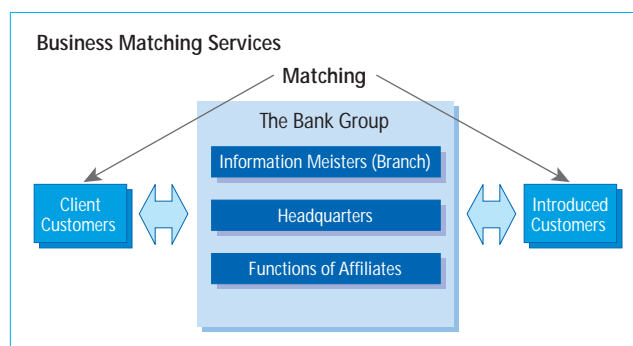 Business Matching Services
Matching
The Bank Group
Information Meisters (Branch)
Client
Customers
Headquarters
Introduced
Customers
Functions of Affiliates